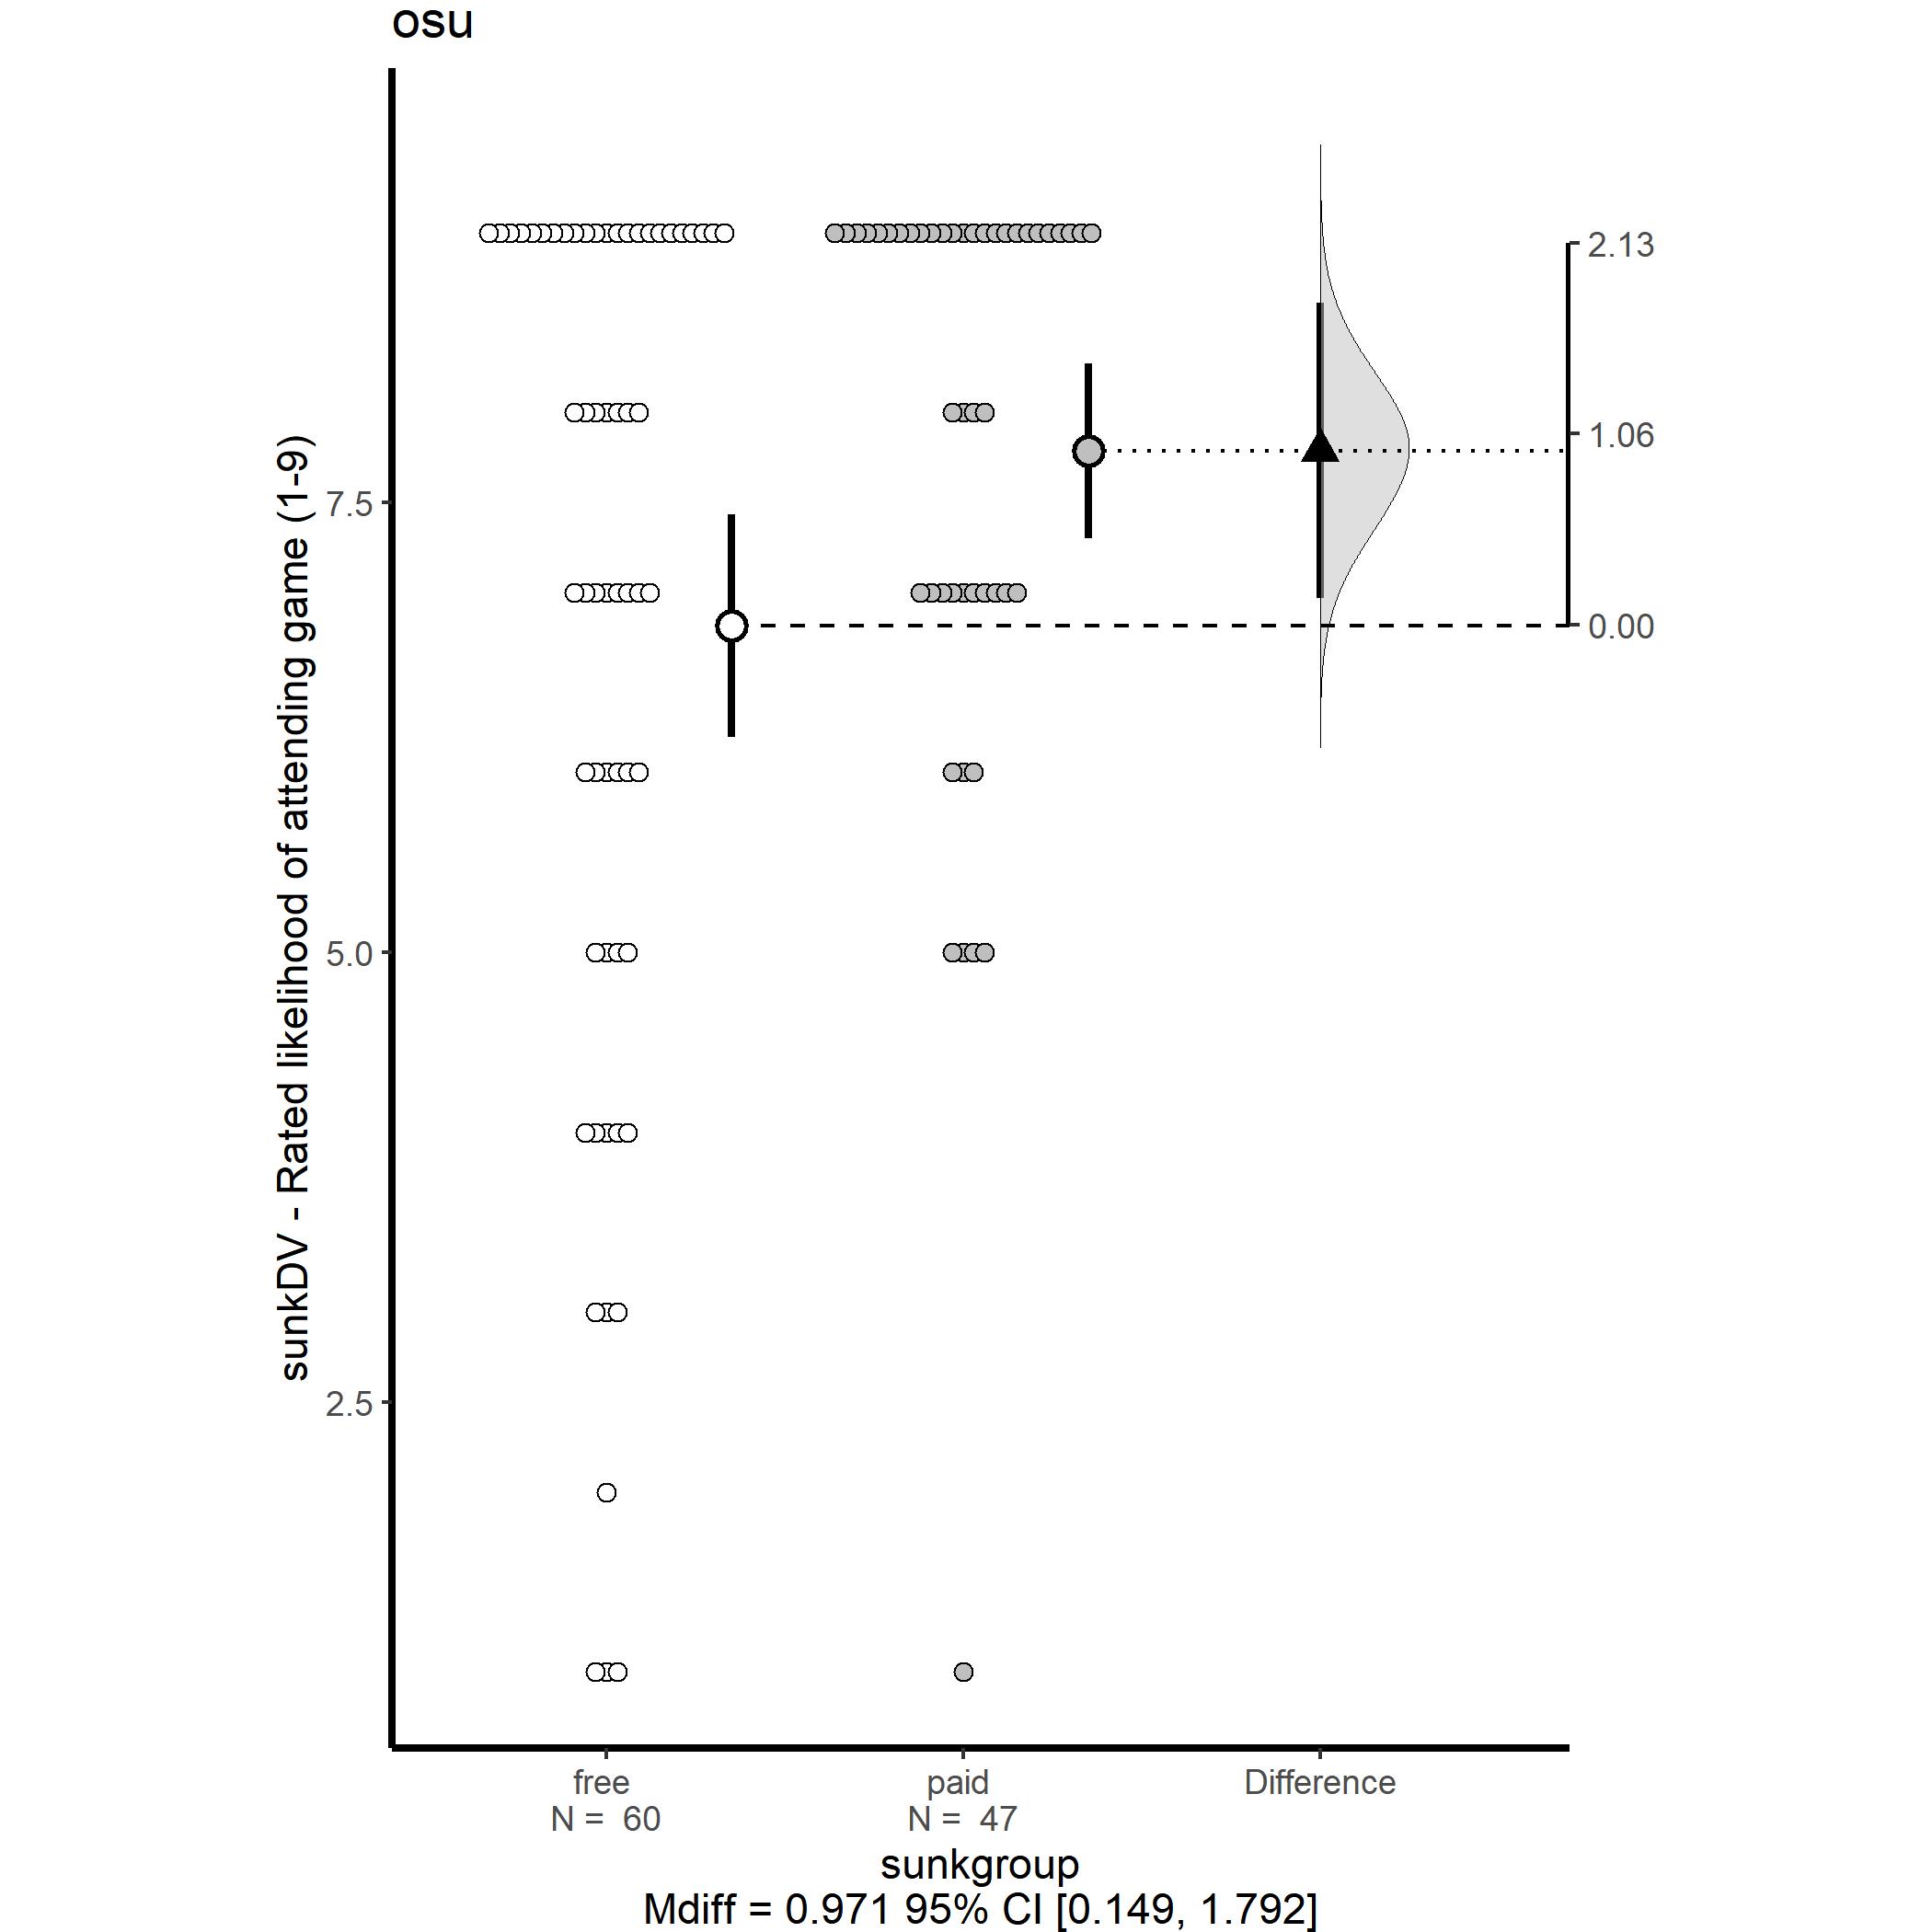 osu
sunkDV - Rated likelihood of attending game (1-9)
7.5
5.0
2.5
2.13
1.06
0.00
free
N =  60
paid
N =  47
Difference
sunkgroup
Mdiff = 0.971 95% CI [0.149, 1.792]